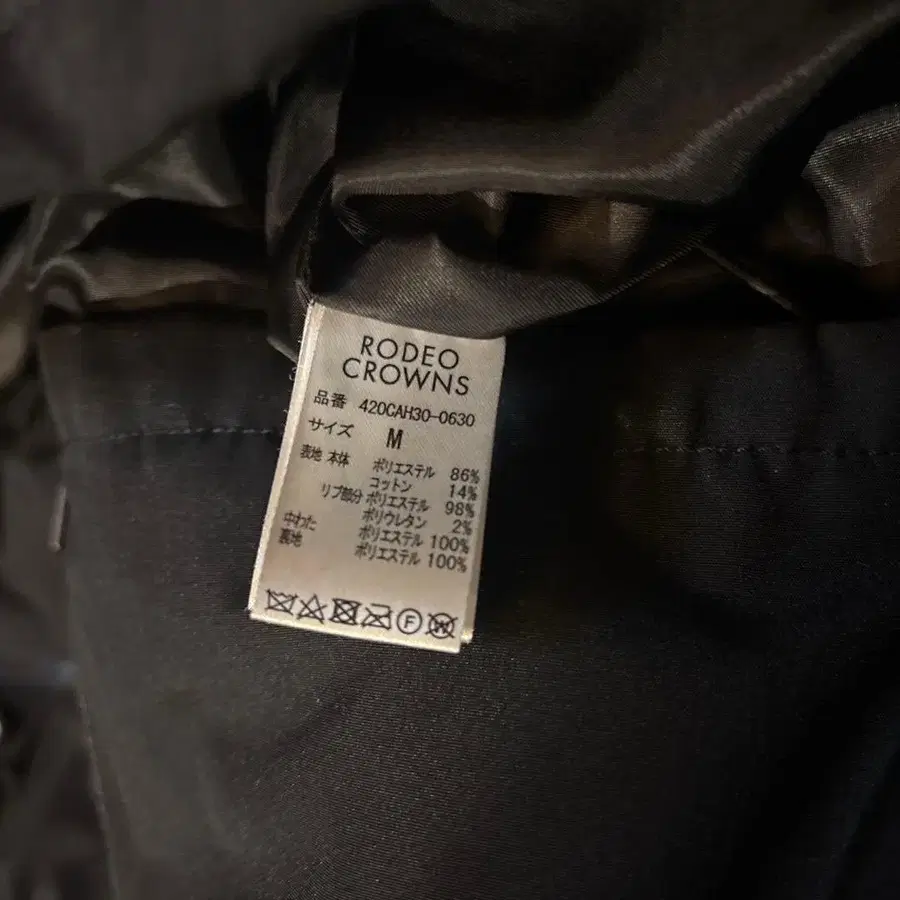 RODEO
CROWNS
品番 420CAH30-0630
サイズ M
表地 本体 ポリエステル 86%
コットン 14%
リブ部分 ポリエステル 98%
ポリウレタン 2%
中わた ポリエステル 100%
裏地 ポリエステル 100%
F W